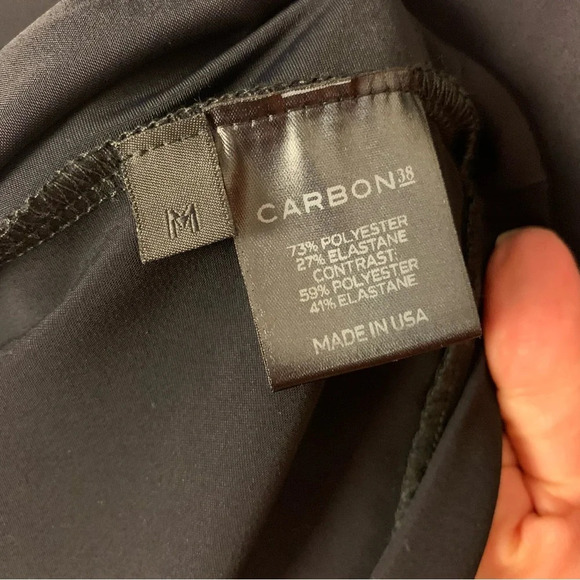 M
CARBON38
73% POLYESTER
27% ELASTANE
CONTRAST:
59% POLYESTER
41% ELASTANE
MADE IN USA